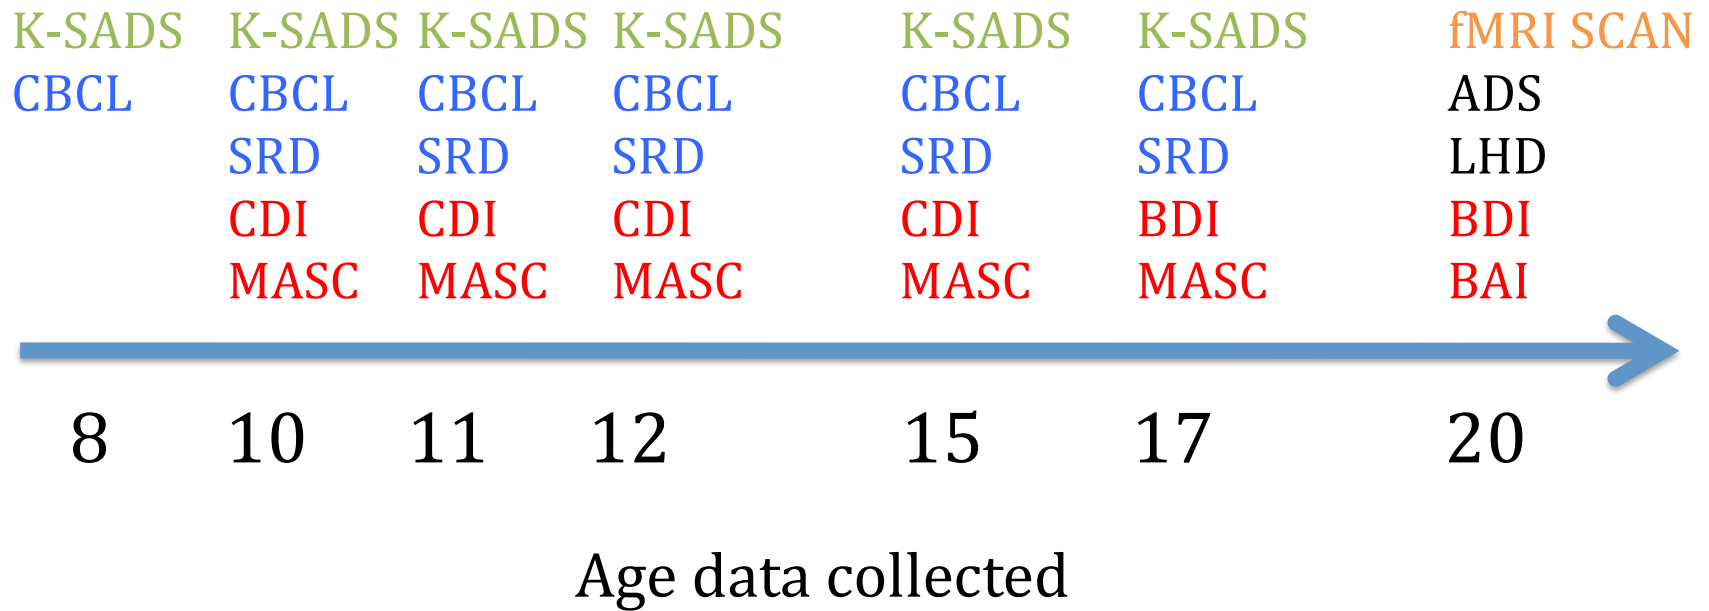 K-SADS K-SADS K-SADS K-SADS K-SADS K-SADS fMRI SCAN
CBCL CBCL CBCL CBCL CBCL CBCL ADS
SRD SRD SRD SRD SRD LHD
CDI CDI CDI CDI BDI BDI
MASC MASC MASC MASC MASC BAI
8 10 11 12 15 17 20
Age data collected